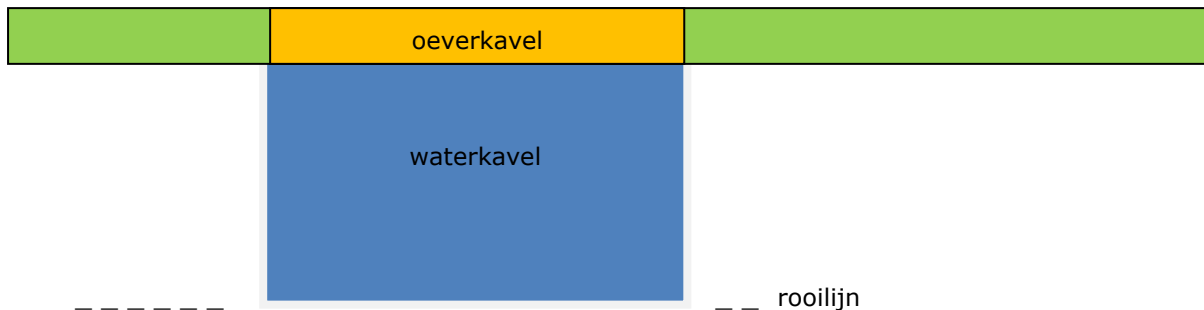 oeverkavel
waterkavel
_ _ _ _ _ _ _ _ rooilijn